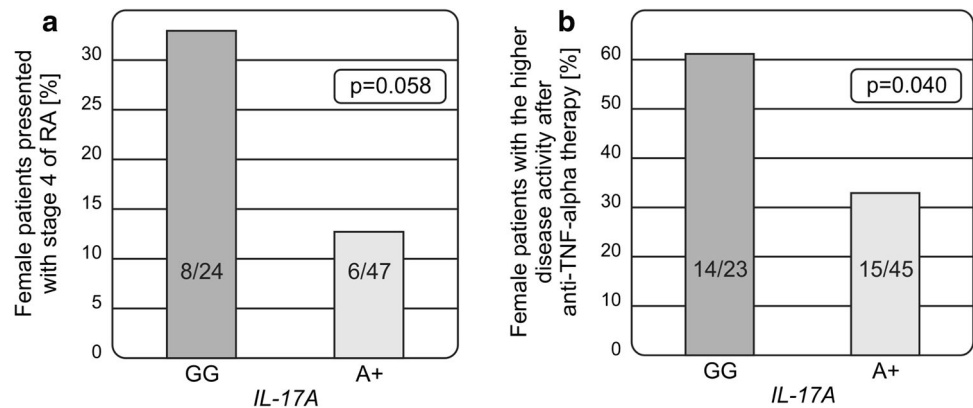 a
Female patients presented
with stage 4 of RA [%]
30
25
20
15
10
5
0
p=0.058
8/24
6/47
GG
A+
IL-17A
b
Female patients with the higher
disease activity after
anti-TNF-alpha therapy [%]
60
50
40
30
20
10
0
p=0.040
14/23
15/45
GG
A+
IL-17A